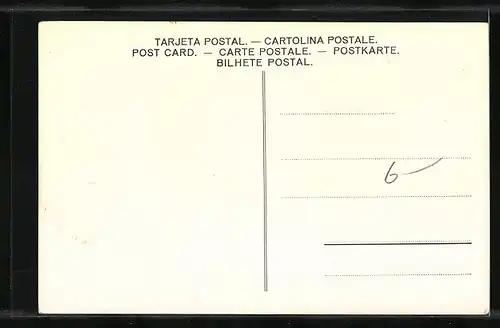 TARJETA POSTAL. — CARTOLINA POSTALE.
POST CARD. — CARTE POSTALE. — POSTKARTE.
BILHETE POSTAL.
6—